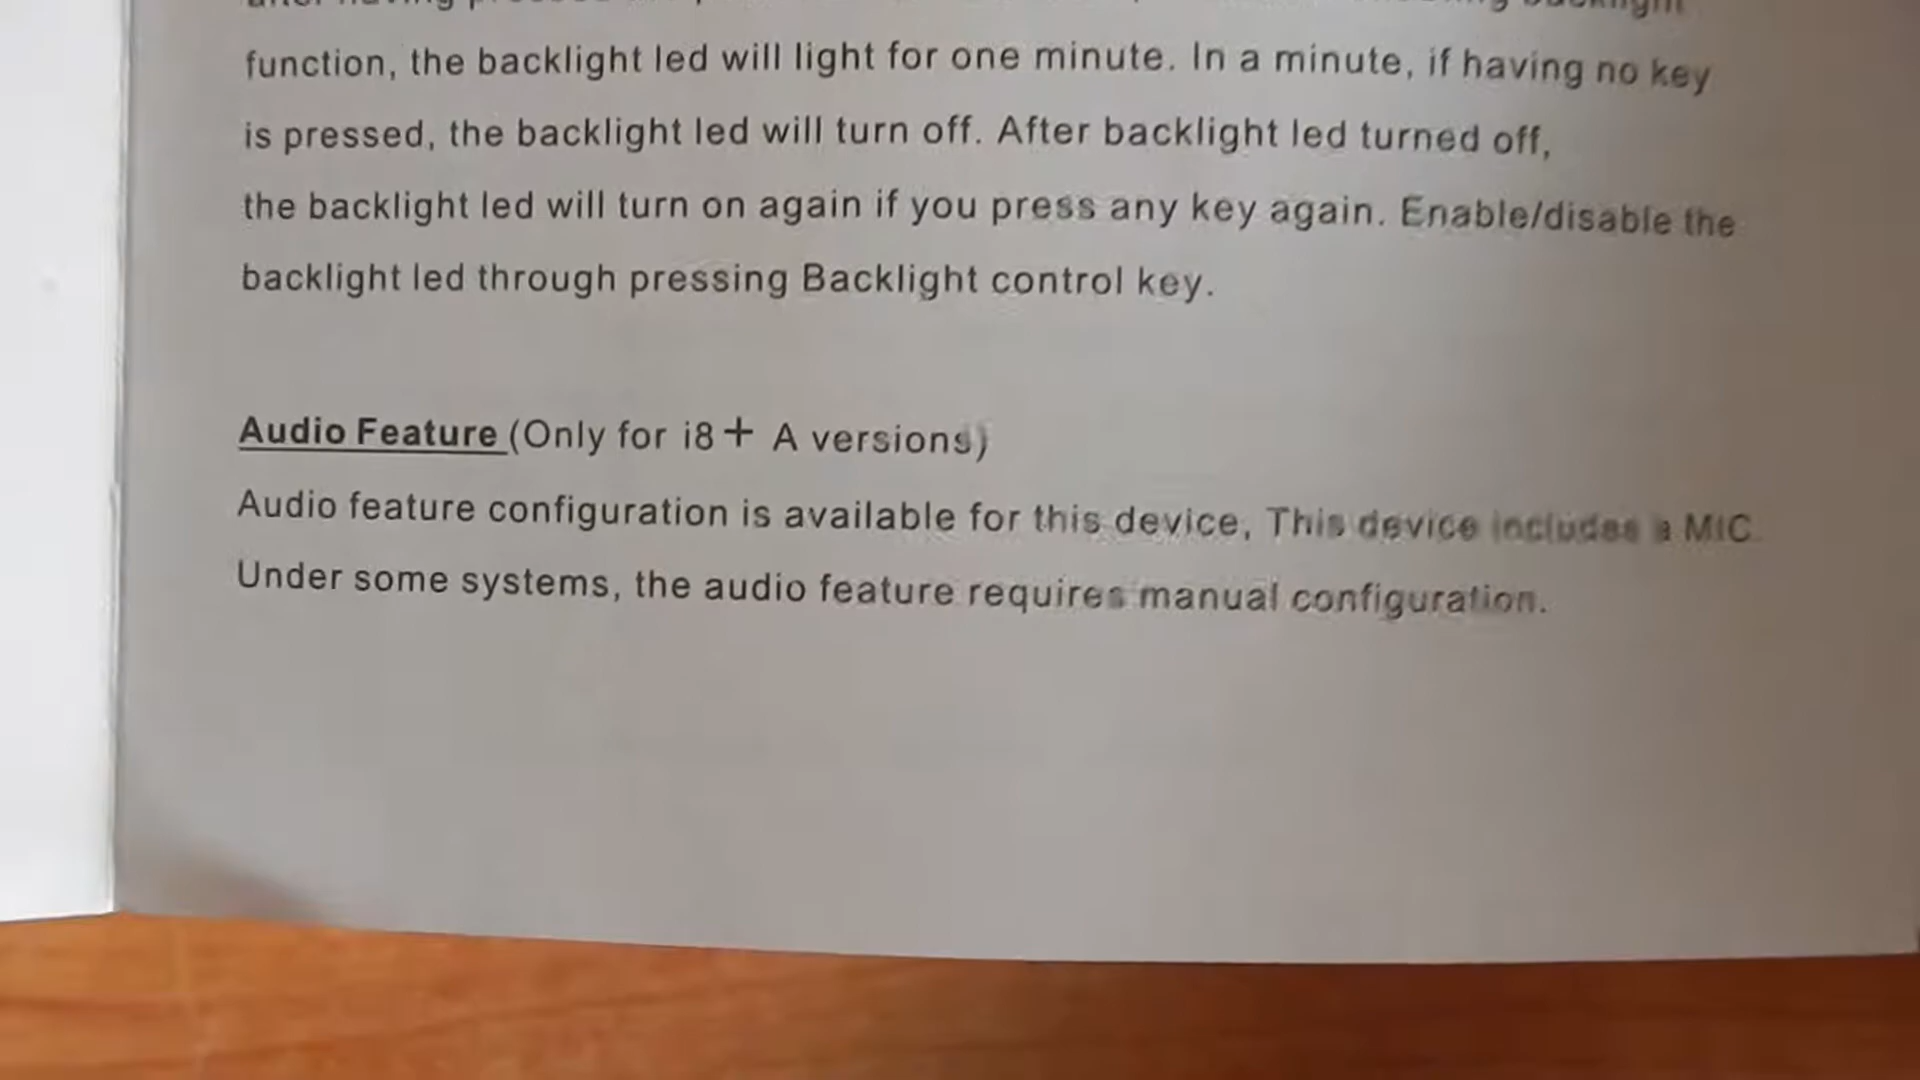 after having pressed backlight
function, the backlight led will light for one minute. In a minute, if having no key
is pressed, the backlight led will turn off. After backlight led turned off,
the backlight led will turn on again if you press any key again. Enable/disable the
backlight led through pressing Backlight control key.
Audio Feature (Only for i8+ A versions)
Audio feature configuration is available for this device, This device includes a MIC.
Under some systems, the audio feature requires manual configuration.